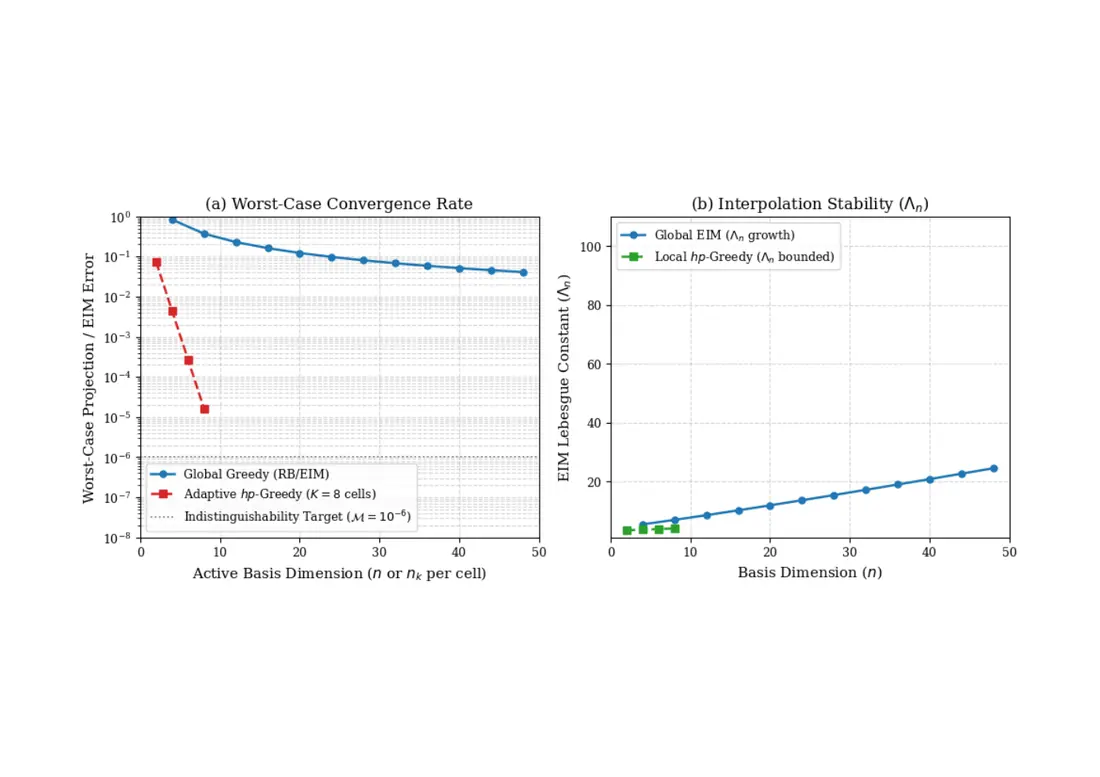 (a) Worst-Case Convergence Rate
Worst-Case Projection / EIM Error
10⁰
10⁻¹
10⁻²
10⁻³
10⁻⁴
10⁻⁵
10⁻⁶
10⁻⁷
10⁻⁸
Global Greedy (RB/EIM)
Adaptive hp-Greedy (K = 8 cells)
Indistinguishability Target (ℳ = 10⁻⁶)
0 10 20 30 40 50
Active Basis Dimension (n or nₖ per cell)
(b) Interpolation Stability (Λₙ)
EIM Lebesgue Constant (Λₙ)
100
80
60
40
20
Global EIM (Λₙ growth)
Local hp-Greedy (Λₙ bounded)
0 10 20 30 40 50
Basis Dimension (n)